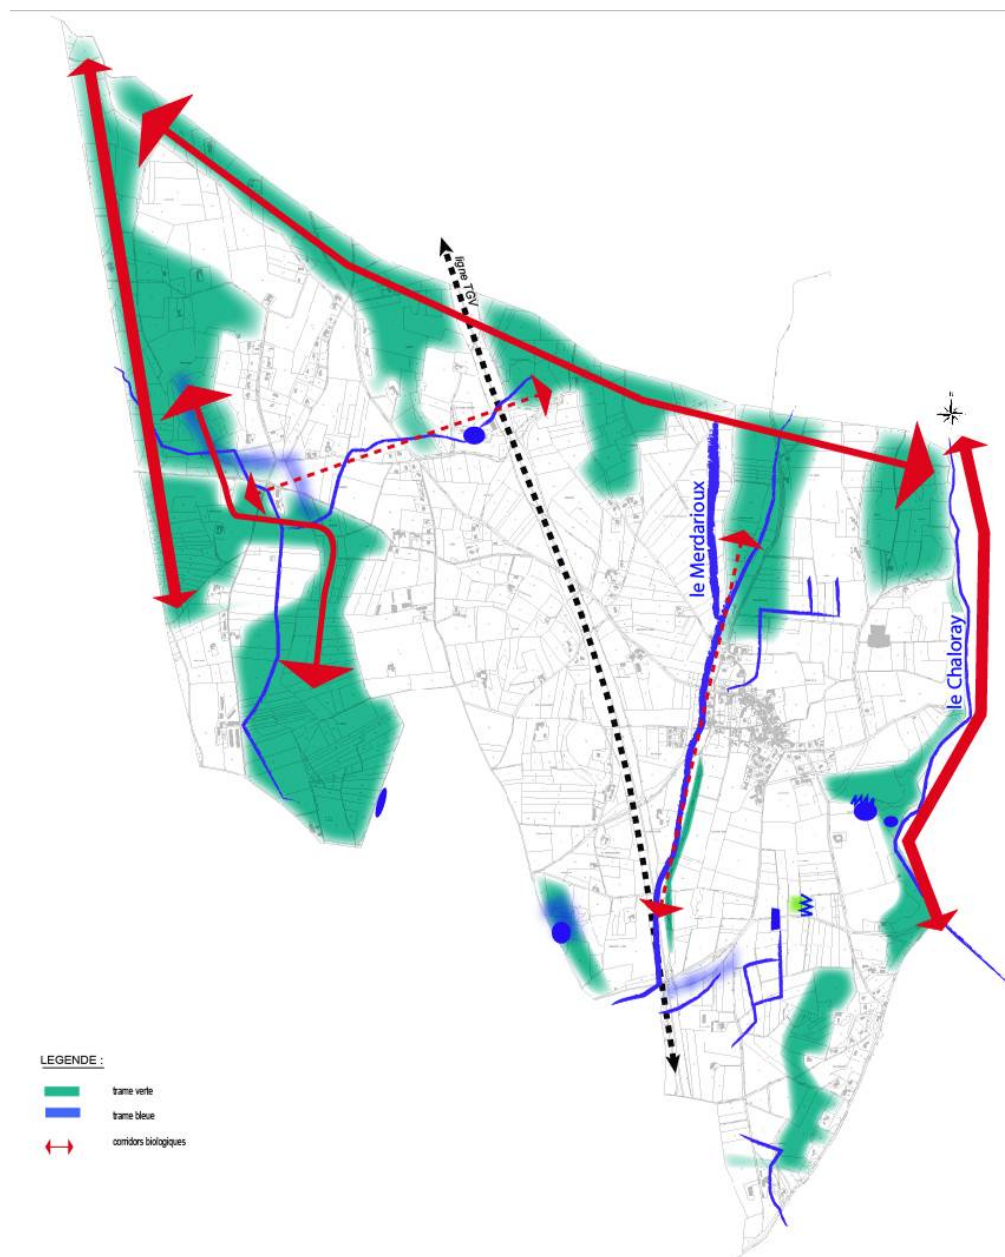 ligne TGV
le Merdarioux
le Chaloray
LEGENDE :
trame verte
trame bleue
corridors biologiques